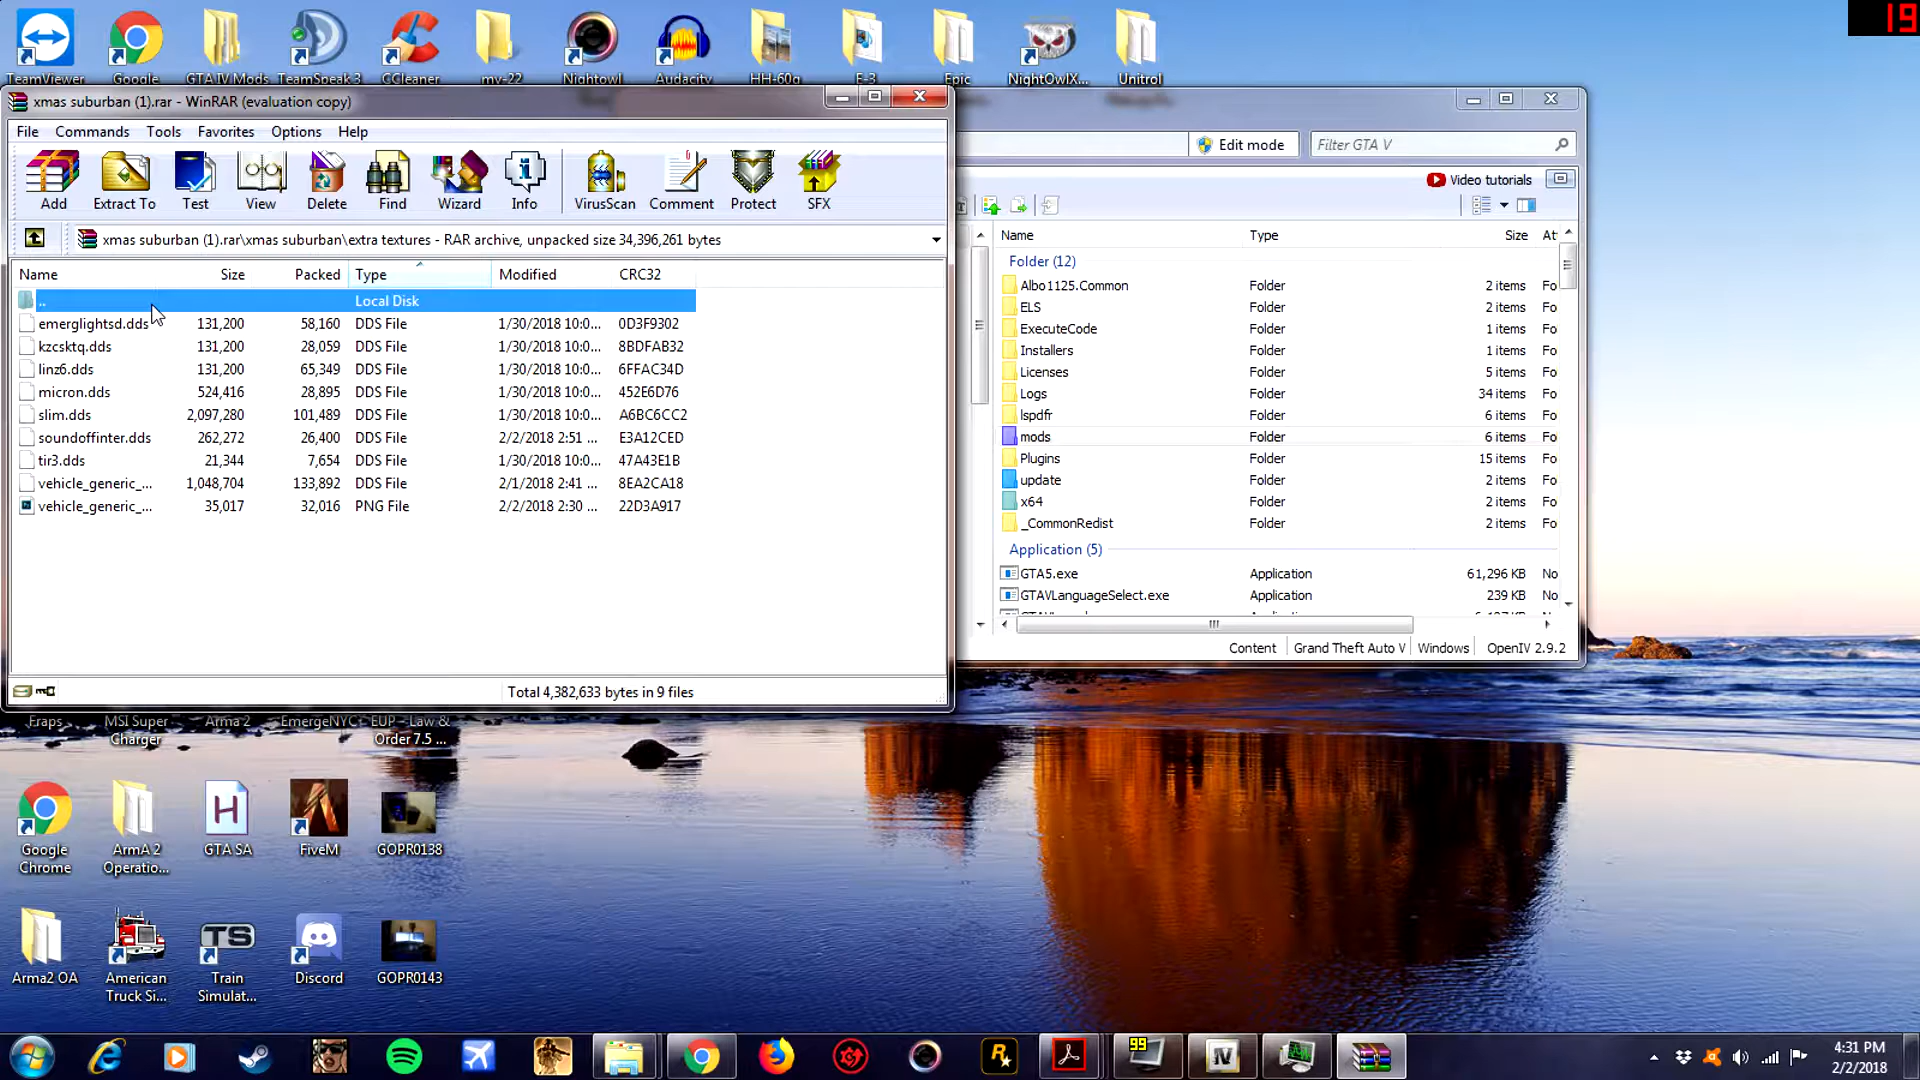 19
TeamViewer
Google
GTA IV Mods
TeamSpeak 3
CCleaner
mv-22
Nightowl
Audacity
HH-60g
F-3
Epic
NightOwlX...
Unitrol
xmas suburban (1).rar - WinRAR (evaluation copy)
File Commands Tools Favorites Options Help
Add Extract To Test View Delete Find Wizard Info VirusScan Comment Protect SFX
xmas suburban (1).rar\xmas suburban\extra textures - RAR archive, unpacked size 34,396,261 bytes
Name Size Packed Type Modified CRC32
.. Local Disk
emerglightsd.dds 131,200 58,160 DDS File 1/30/2018 10:0... 0D3F9302
kzcsktq.dds 131,200 28,059 DDS File 1/30/2018 10:0... 8BDFAB32
linz6.dds 131,200 65,349 DDS File 1/30/2018 10:0... 6FFAC34D
micron.dds 524,416 28,895 DDS File 1/30/2018 10:0... 452E6D76
slim.dds 2,097,280 101,489 DDS File 1/30/2018 10:0... A6BC6CC2
soundoffinter.dds 262,272 26,400 DDS File 2/2/2018 2:51 ... E3A12CED
tir3.dds 21,344 7,654 DDS File 1/30/2018 10:0... 47A43E1B
vehicle_generic_... 1,048,704 133,892 DDS File 2/1/2018 2:41 ... 8EA2CA18
vehicle_generic_... 35,017 32,016 PNG File 2/2/2018 2:30 ... 22D3A917
Total 4,382,633 bytes in 9 files
Edit mode
Filter GTA V
Video tutorials
Name Type Size At
Folder (12)
Albo1125.Common Folder 2 items Fo
ELS Folder 2 items Fo
ExecuteCode Folder 1 items Fo
Installers Folder 1 items Fo
Licenses Folder 5 items Fo
Logs Folder 34 items Fo
lspdfr Folder 6 items Fo
mods Folder 6 items Fo
Plugins Folder 15 items Fo
update Folder 2 items Fo
x64 Folder 2 items Fo
_CommonRedist Folder 2 items Fo
Application (5)
GTA5.exe Application 61,296 KB No
GTAVLanguageSelect.exe Application 239 KB No
Content Grand Theft Auto V Windows OpenIV 2.9.2
Fraps
MSI Super
Charger
Arma 2
EmergeNYC
EUP - Law &
Order 7.5 ...
Google
Chrome
ArmA 2
Operatio...
GTA SA
FiveM
GOPR0138
Arma2 OA
American
Truck Si...
TS
Train
Simulat...
Discord
GOPR0143
99
4:31 PM
2/2/2018